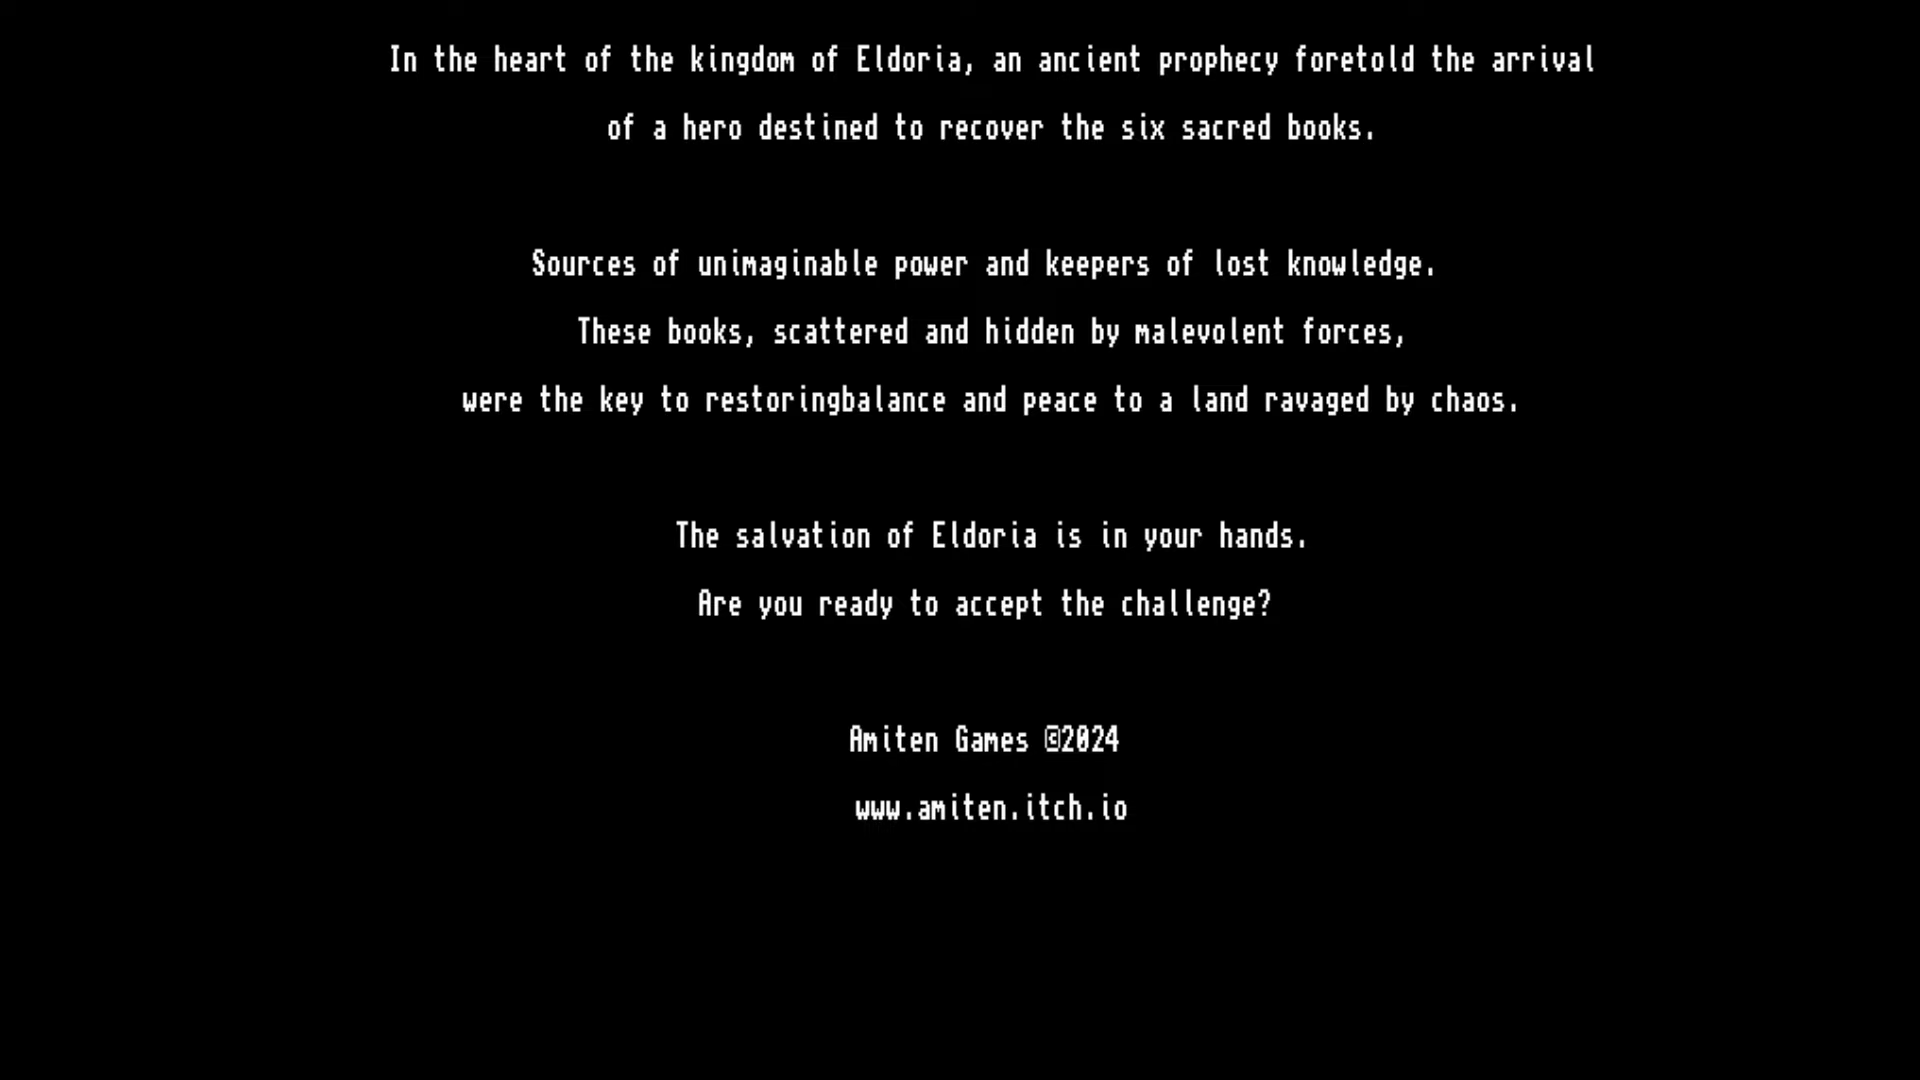 In the heart of the kingdom of Eldoria, an ancient prophecy foretold the arrival
of a hero destined to recover the six sacred books.
Sources of unimaginable power and keepers of lost knowledge.
These books, scattered and hidden by malevolent forces,
were the key to restoringbalance and peace to a land ravaged by chaos.
The salvation of Eldoria is in your hands.
Are you ready to accept the challenge?
Amiten Games ©2024
www.amiten.itch.io